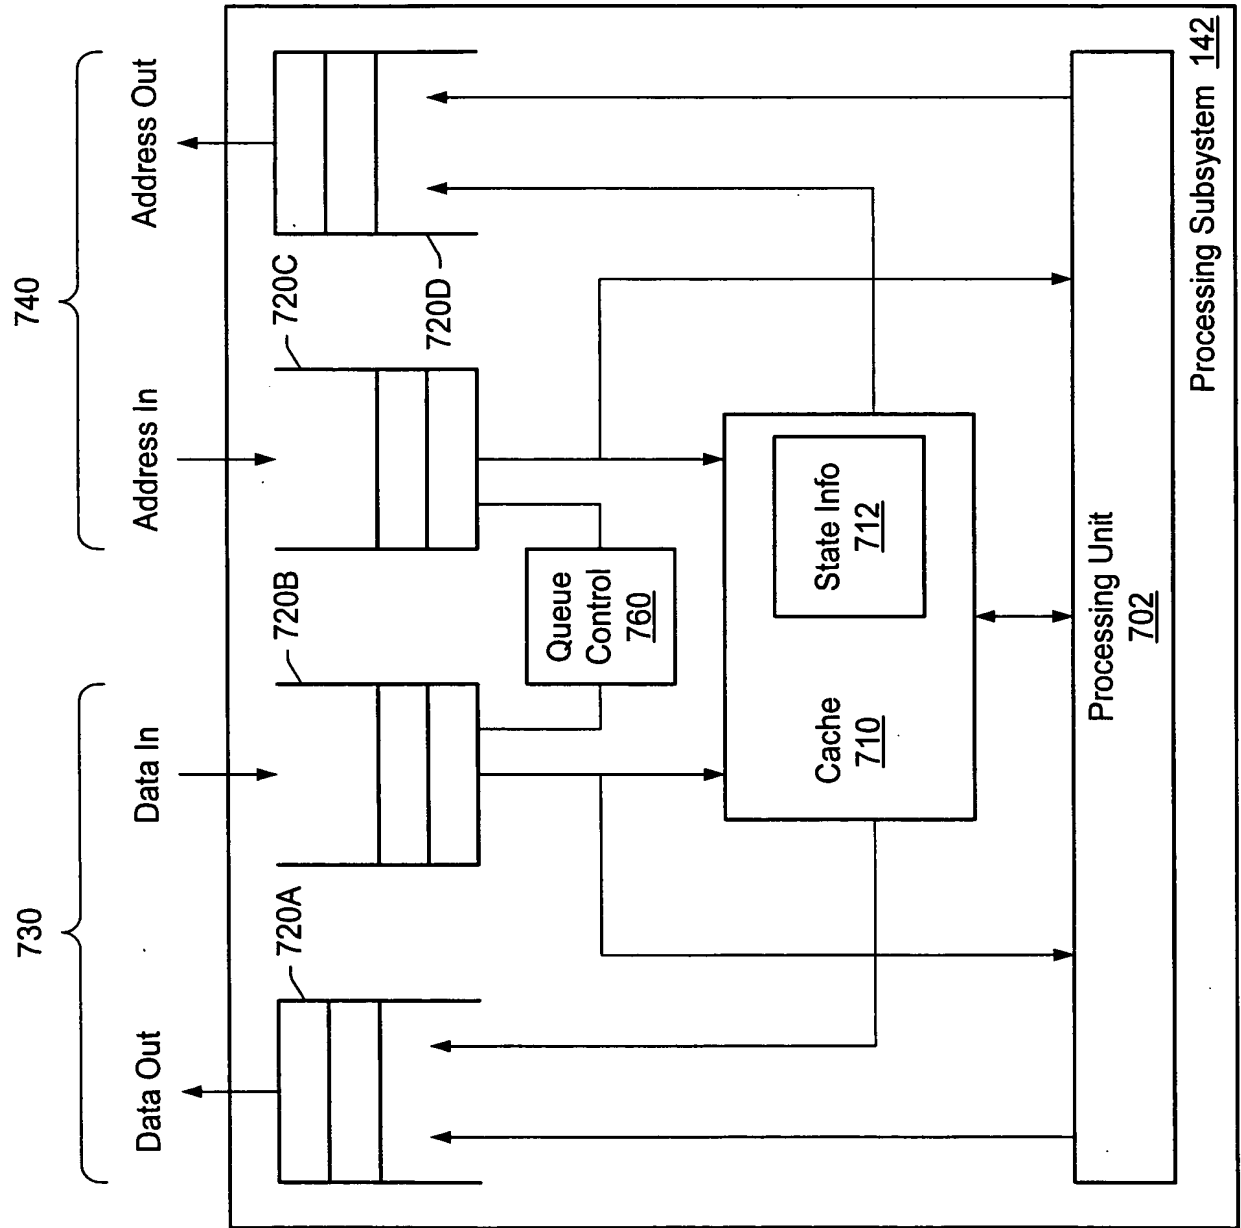 730
740
Data Out
Data In
Address In
Address Out
720A
720B
720C
720D
Queue
Control
760
Cache
710
State Info
712
Processing Unit
702
Processing Subsystem 142